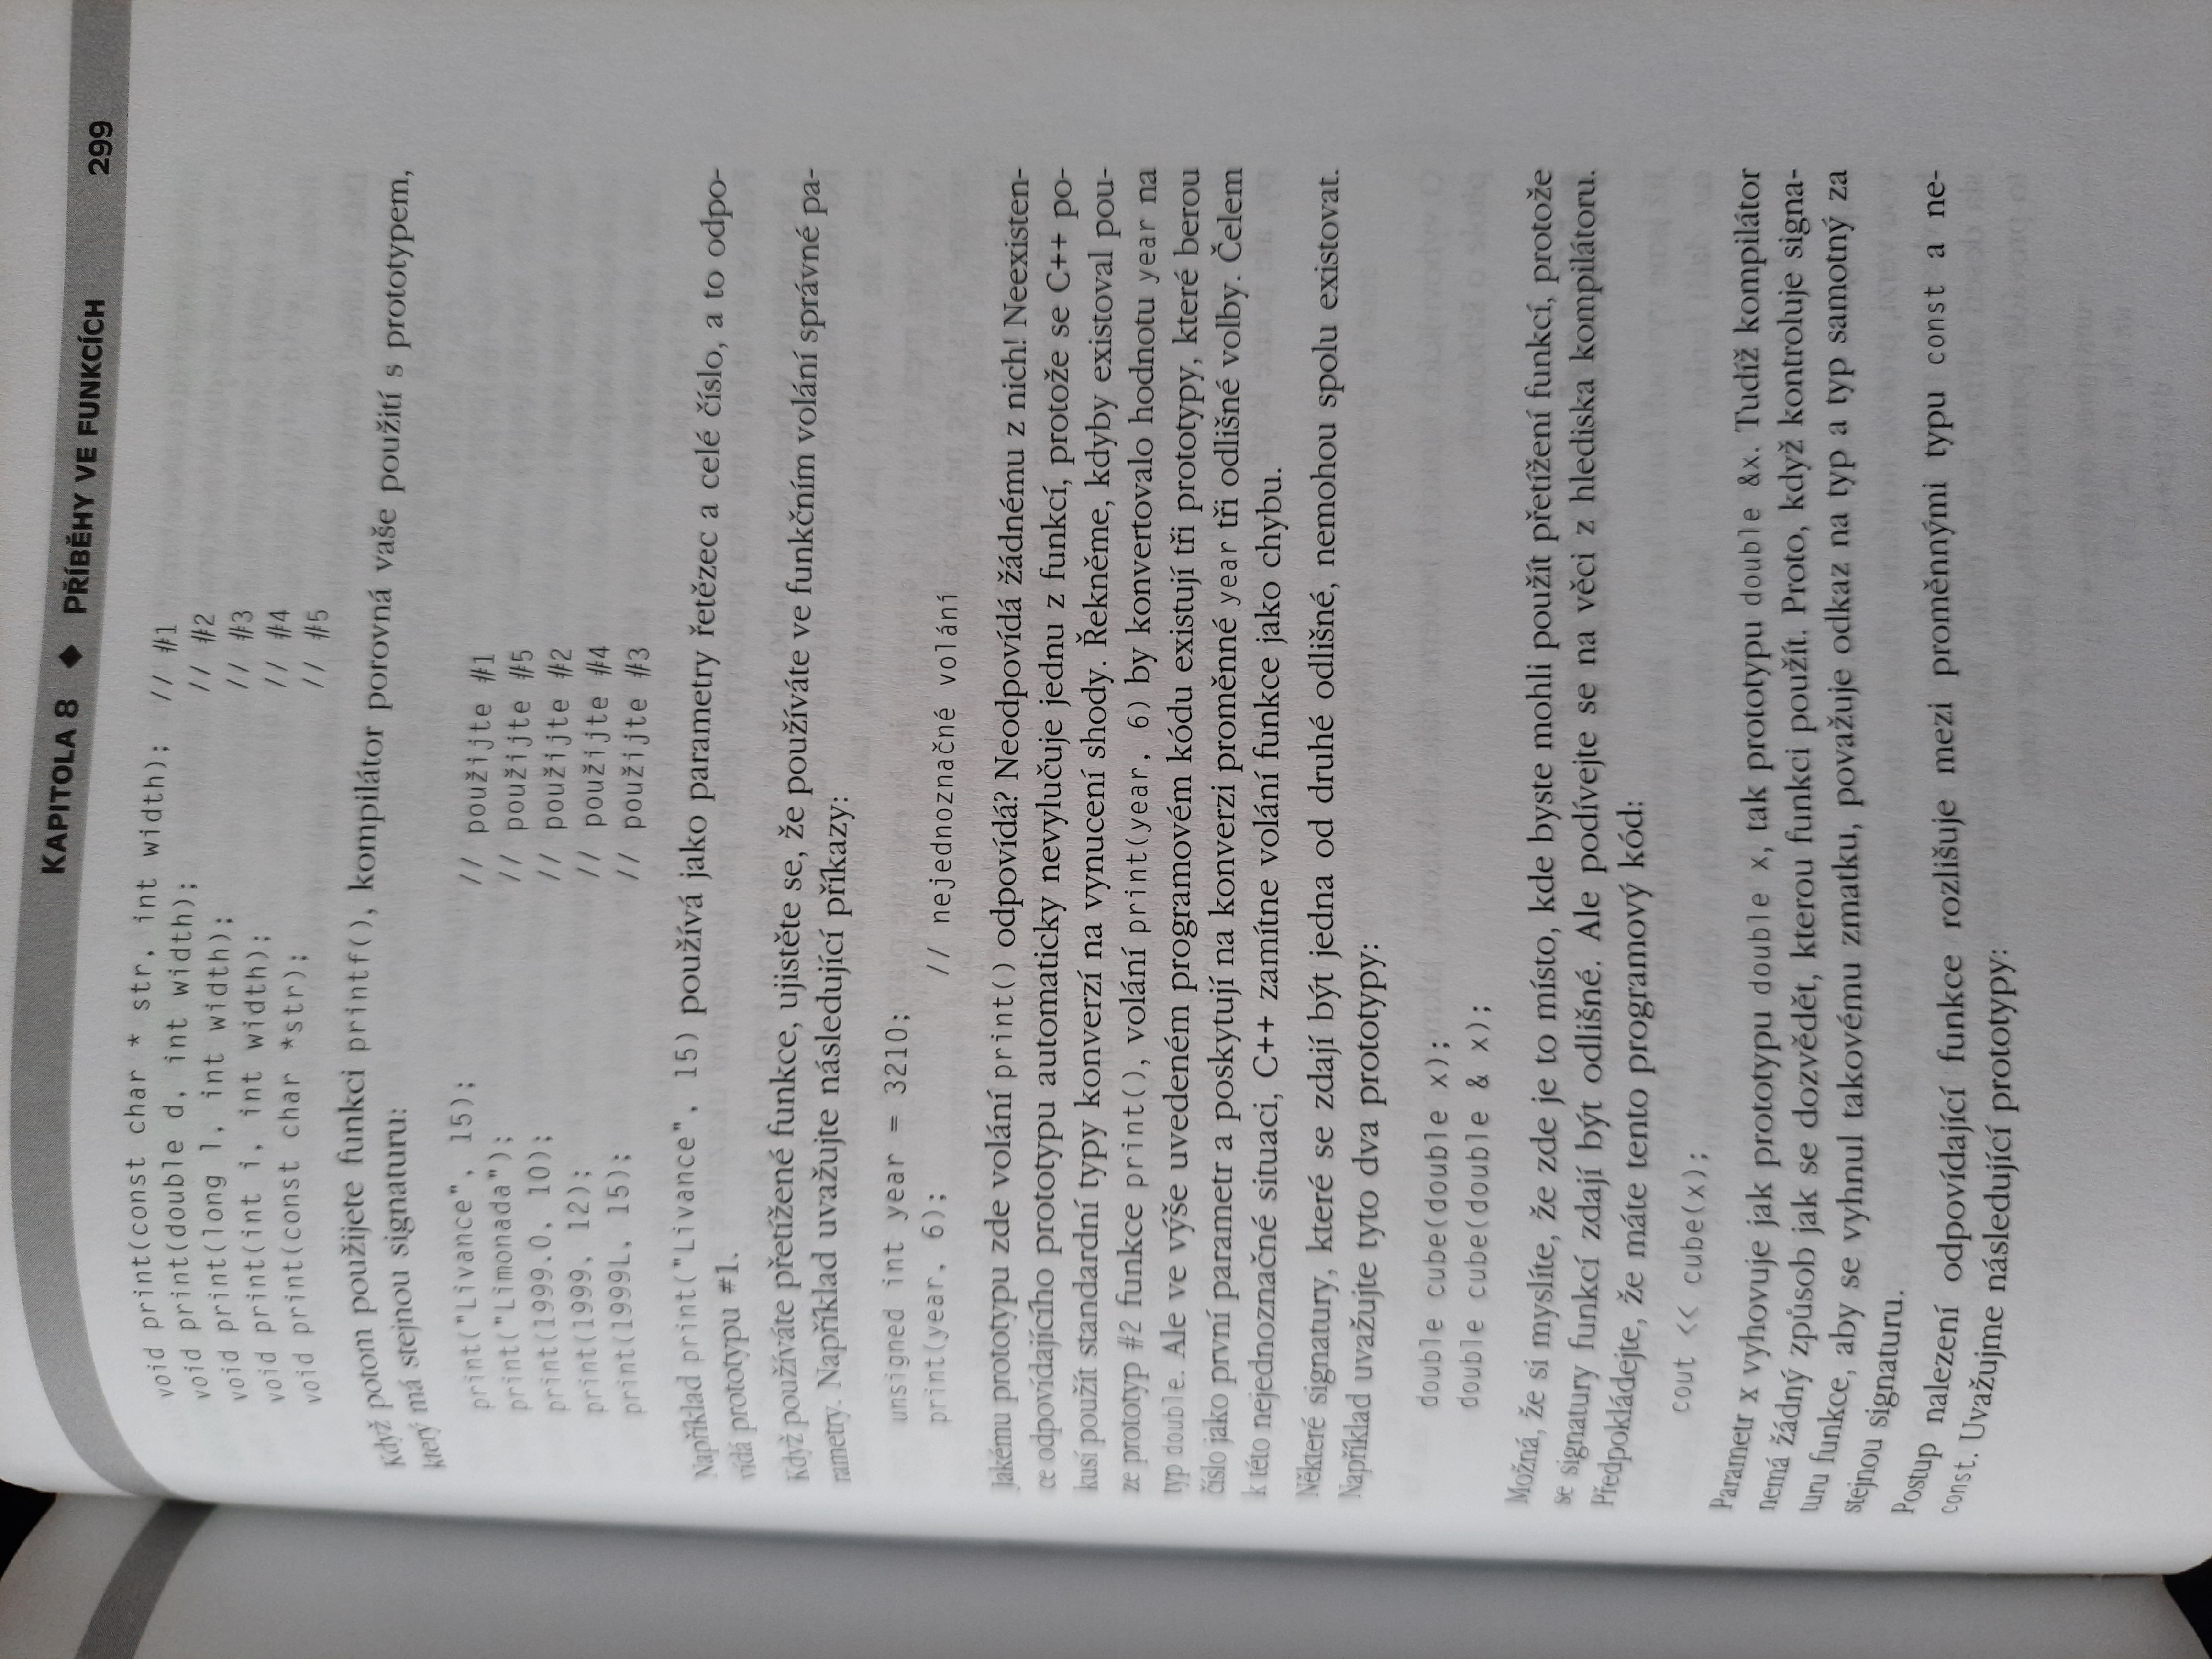 KAPITOLA 8 ◆ PŘÍBĚHY VE FUNKCÍCH 299
void print(const char * str, int width); // #1
void print(double d, int width); // #2
void print(long l, int width); // #3
void print(int i, int width); // #4
void print(const char *str); // #5
Když potom použijete funkci printf(), kompilátor porovná vaše použití s prototypem,
který má stejnou signaturu:
print("Livance", 15); // použijte #1
print("Limonada"); // použijte #5
print(1999.0, 10); // použijte #2
print(1999, 12); // použijte #4
print(1999L, 15); // použijte #3
Například print("Livance", 15) používá jako parametry řetězec a celé číslo, a to odpo-
vídá prototypu #1.
Když používáte přetížené funkce, ujistěte se, že používáte ve funkčním volání správné pa-
rametry. Například uvažujte následující příkazy:
unsigned int year = 3210;
print(year, 6); // nejednoznačné volání
Jakému prototypu zde volání print() odpovídá? Neodpovídá žádnému z nich! Neexisten-
ce odpovídajícího prototypu automaticky nevylučuje jednu z funkcí, protože se C++ po-
kusí použít standardní typy konverzí na vynucení shody. Řekněme, kdyby existoval pou-
ze prototyp #2 funkce print(), volání print(year, 6) by konvertovalo hodnotu year na
typ double. Ale ve výše uvedeném programovém kódu existují tři prototypy, které berou
číslo jako první parametr a poskytují na konverzi proměnné year tři odlišné volby. Čelem
k této nejednoznačné situaci, C++ zamítne volání funkce jako chybu.
Některé signatury, které se zdají být jedna od druhé odlišné, nemohou spolu existovat.
Například uvažujte tyto dva prototypy:
double cube(double x);
double cube(double & x);
Možná, že si myslíte, že zde je to místo, kde byste mohli použít přetížení funkcí, protože
se signatury funkcí zdají být odlišné. Ale podívejte se na věci z hlediska kompilátoru.
Předpokládejte, že máte tento programový kód:
cout << cube(x);
Parametr x vyhovuje jak prototypu double x, tak prototypu double &x. Tudíž kompilátor
nemá žádný způsob jak se dozvědět, kterou funkci použít. Proto, když kontroluje signa-
turu funkce, aby se vyhnul takovému zmatku, považuje odkaz na typ a typ samotný za
stejnou signaturu.
Postup nalezení odpovídající funkce rozlišuje mezi proměnnými typu const a ne-
const. Uvažujme následující prototypy: